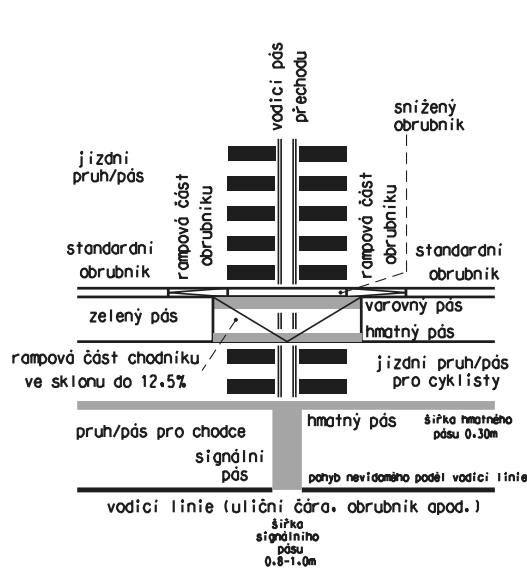 vodicí pás
přechodu
snížený
obrubník
jízdní
pruh/pás
rampová část
obrubníku
rampová část
obrubníku
standardní
obrubník
standardní
obrubník
zelený pás
varovný pás
hmatný pás
rampová část chodníku
ve sklonu do 12.5%
jízdní pruh/pás
pro cyklisty
pruh/pás pro chodce
hmatný pás
šířka hmatného
pásu 0.30m
signální
pás
pohyb nevidomého podél vodicí linie
vodicí linie (uliční čára. obrubník apod.)
šířka
signálního
pásu
0.8-1.0m